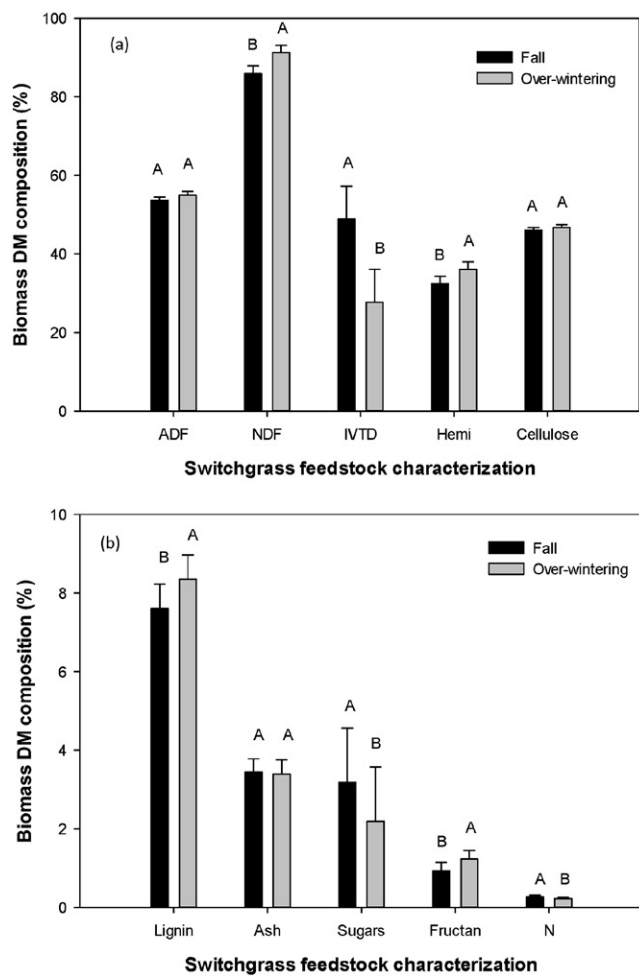 (a)
Biomass DM composition (%)
100
80
60
40
20
0
A A
B A
A B
B A
A A
Fall
Over-wintering
ADF NDF IVTD Hemi Cellulose
Switchgrass feedstock characterization
(b)
Biomass DM composition (%)
10
8
6
4
2
0
B A
A A
A B
B A
A B
Fall
Over-wintering
Lignin Ash Sugars Fructan N
Switchgrass feedstock characterization